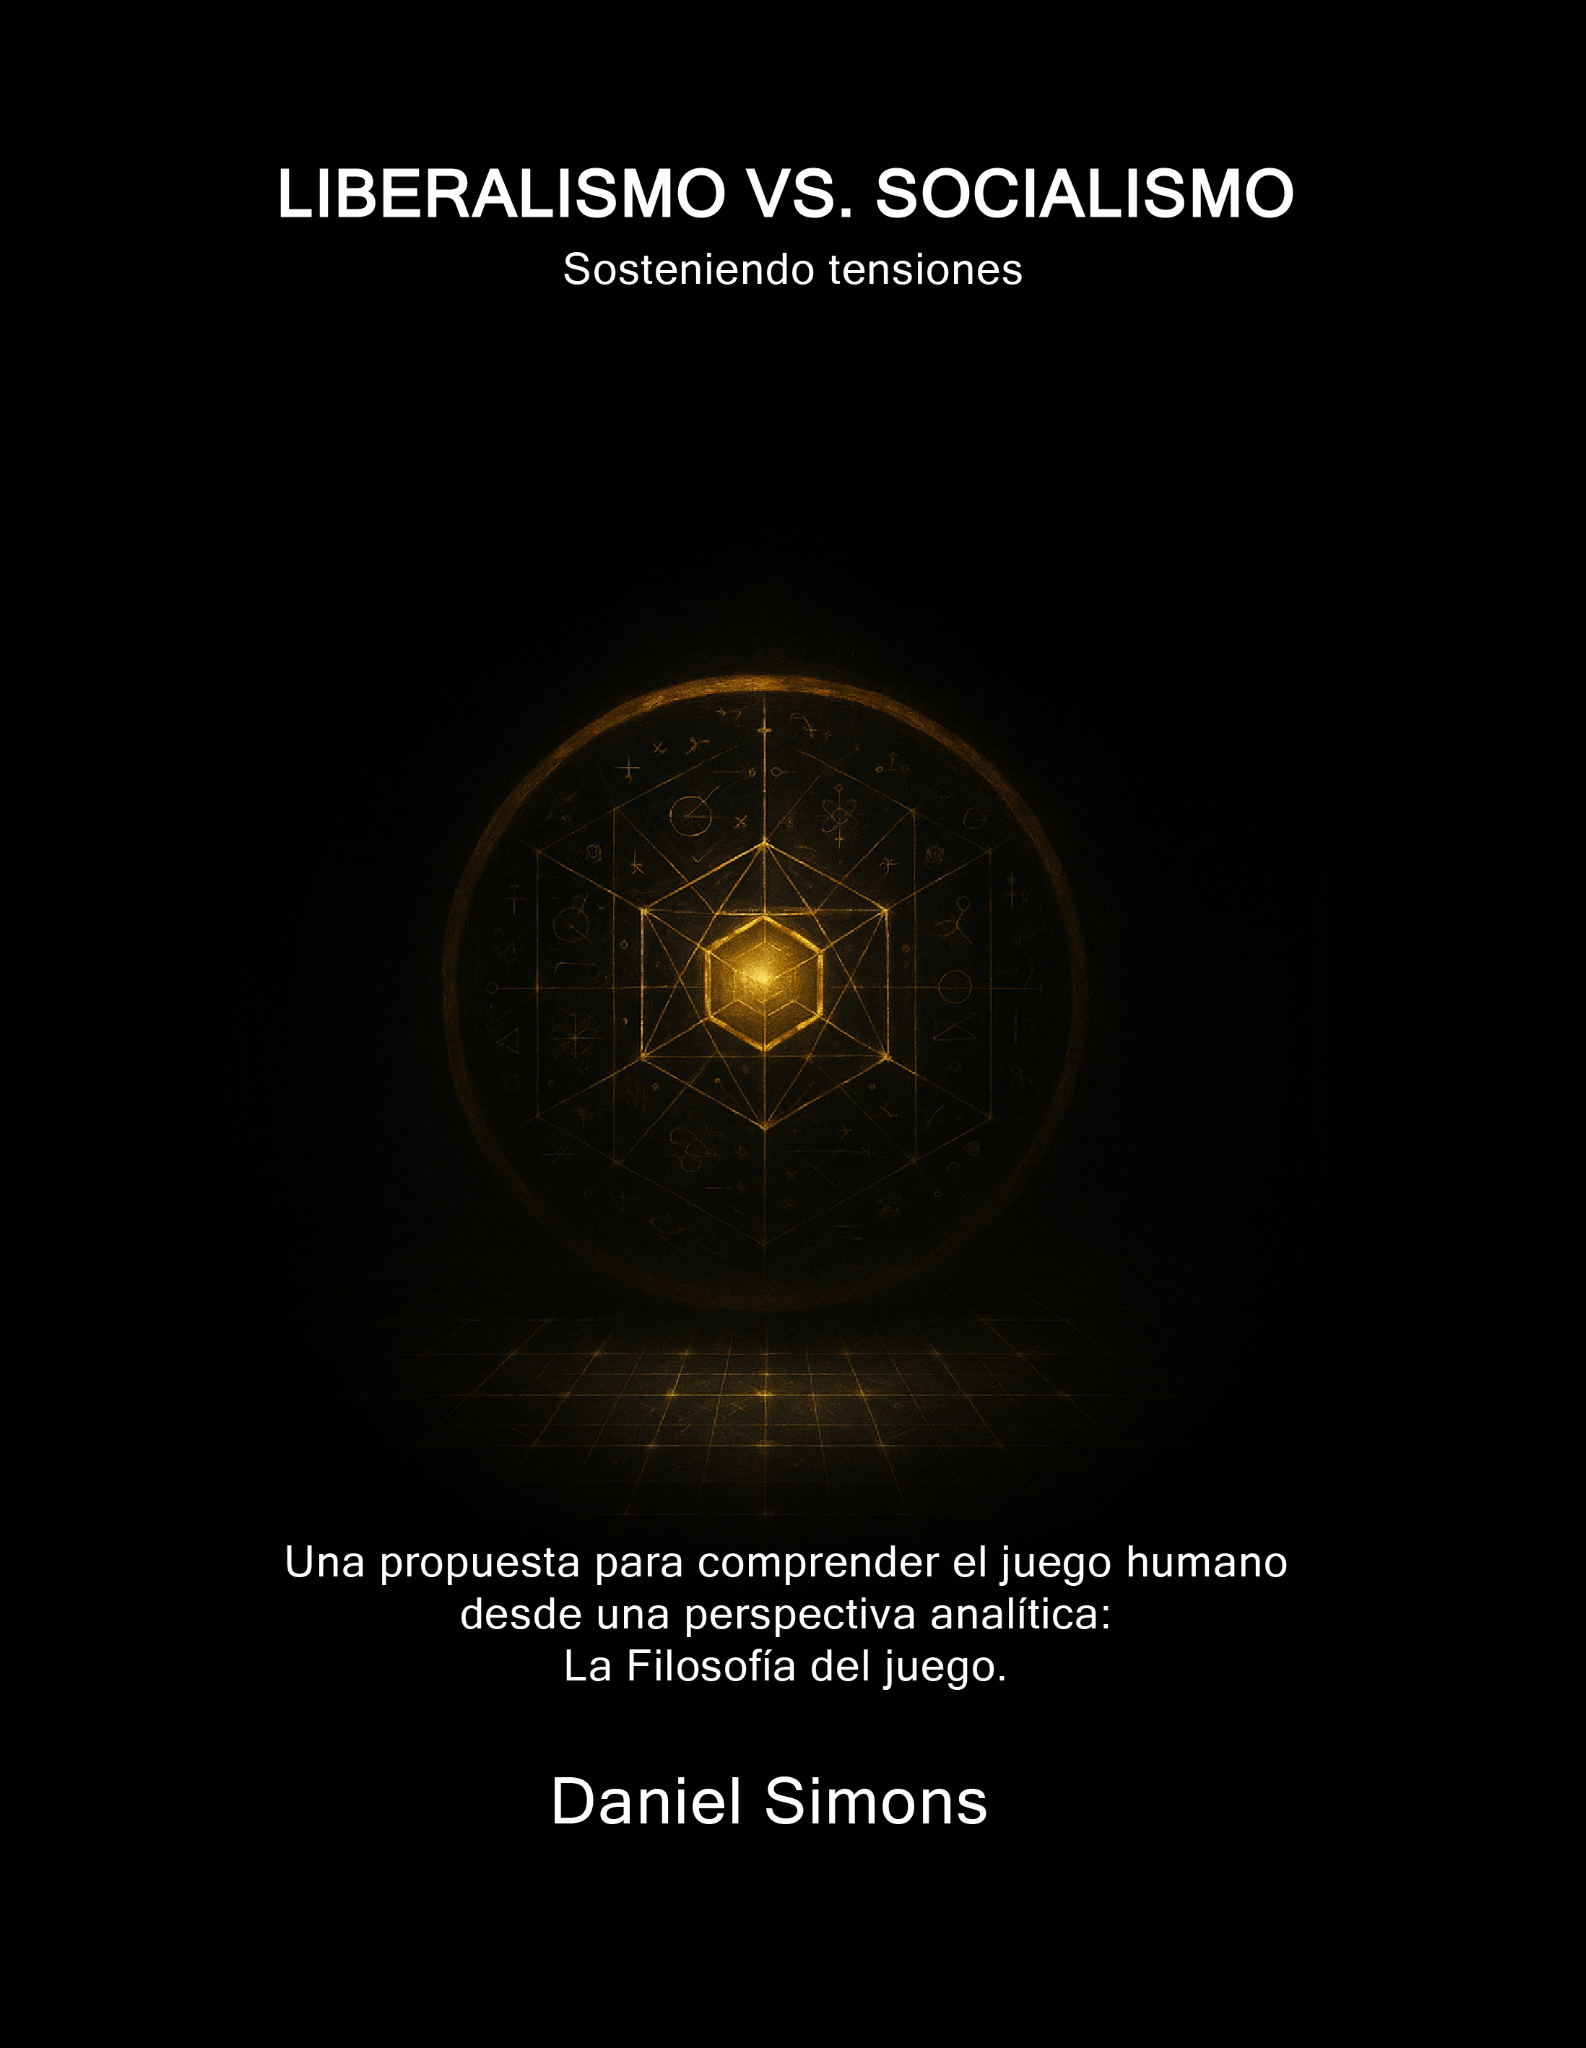 LIBERALISMO VS. SOCIALISMO
Sosteniendo tensiones
Una propuesta para comprender el juego humano
desde una perspectiva analítica:
La Filosofía del juego.
Daniel Simons